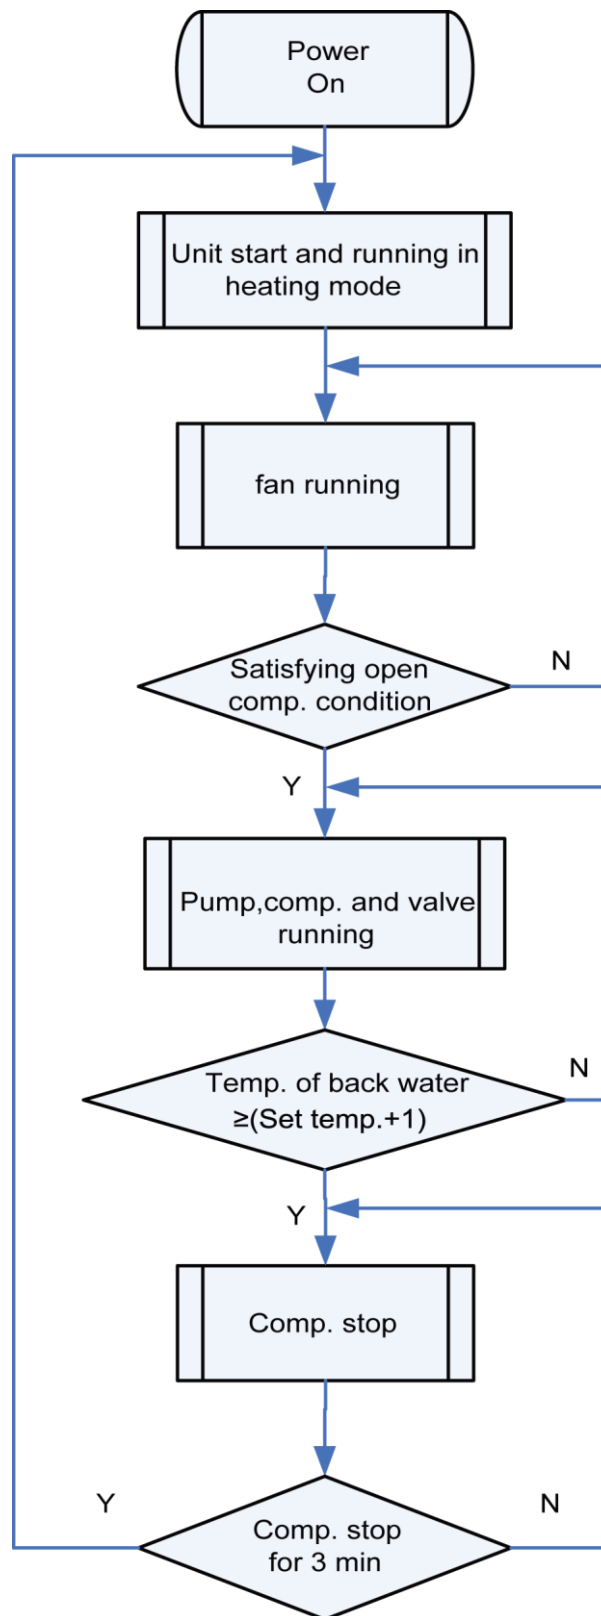 Power
On
Unit start and running in
heating mode
fan running
Satisfying open
comp. condition
N
Y
Pump,comp. and valve
running
Temp. of back water
≥(Set temp.+1)
N
Y
Comp. stop
Y
N
Comp. stop
for 3 min